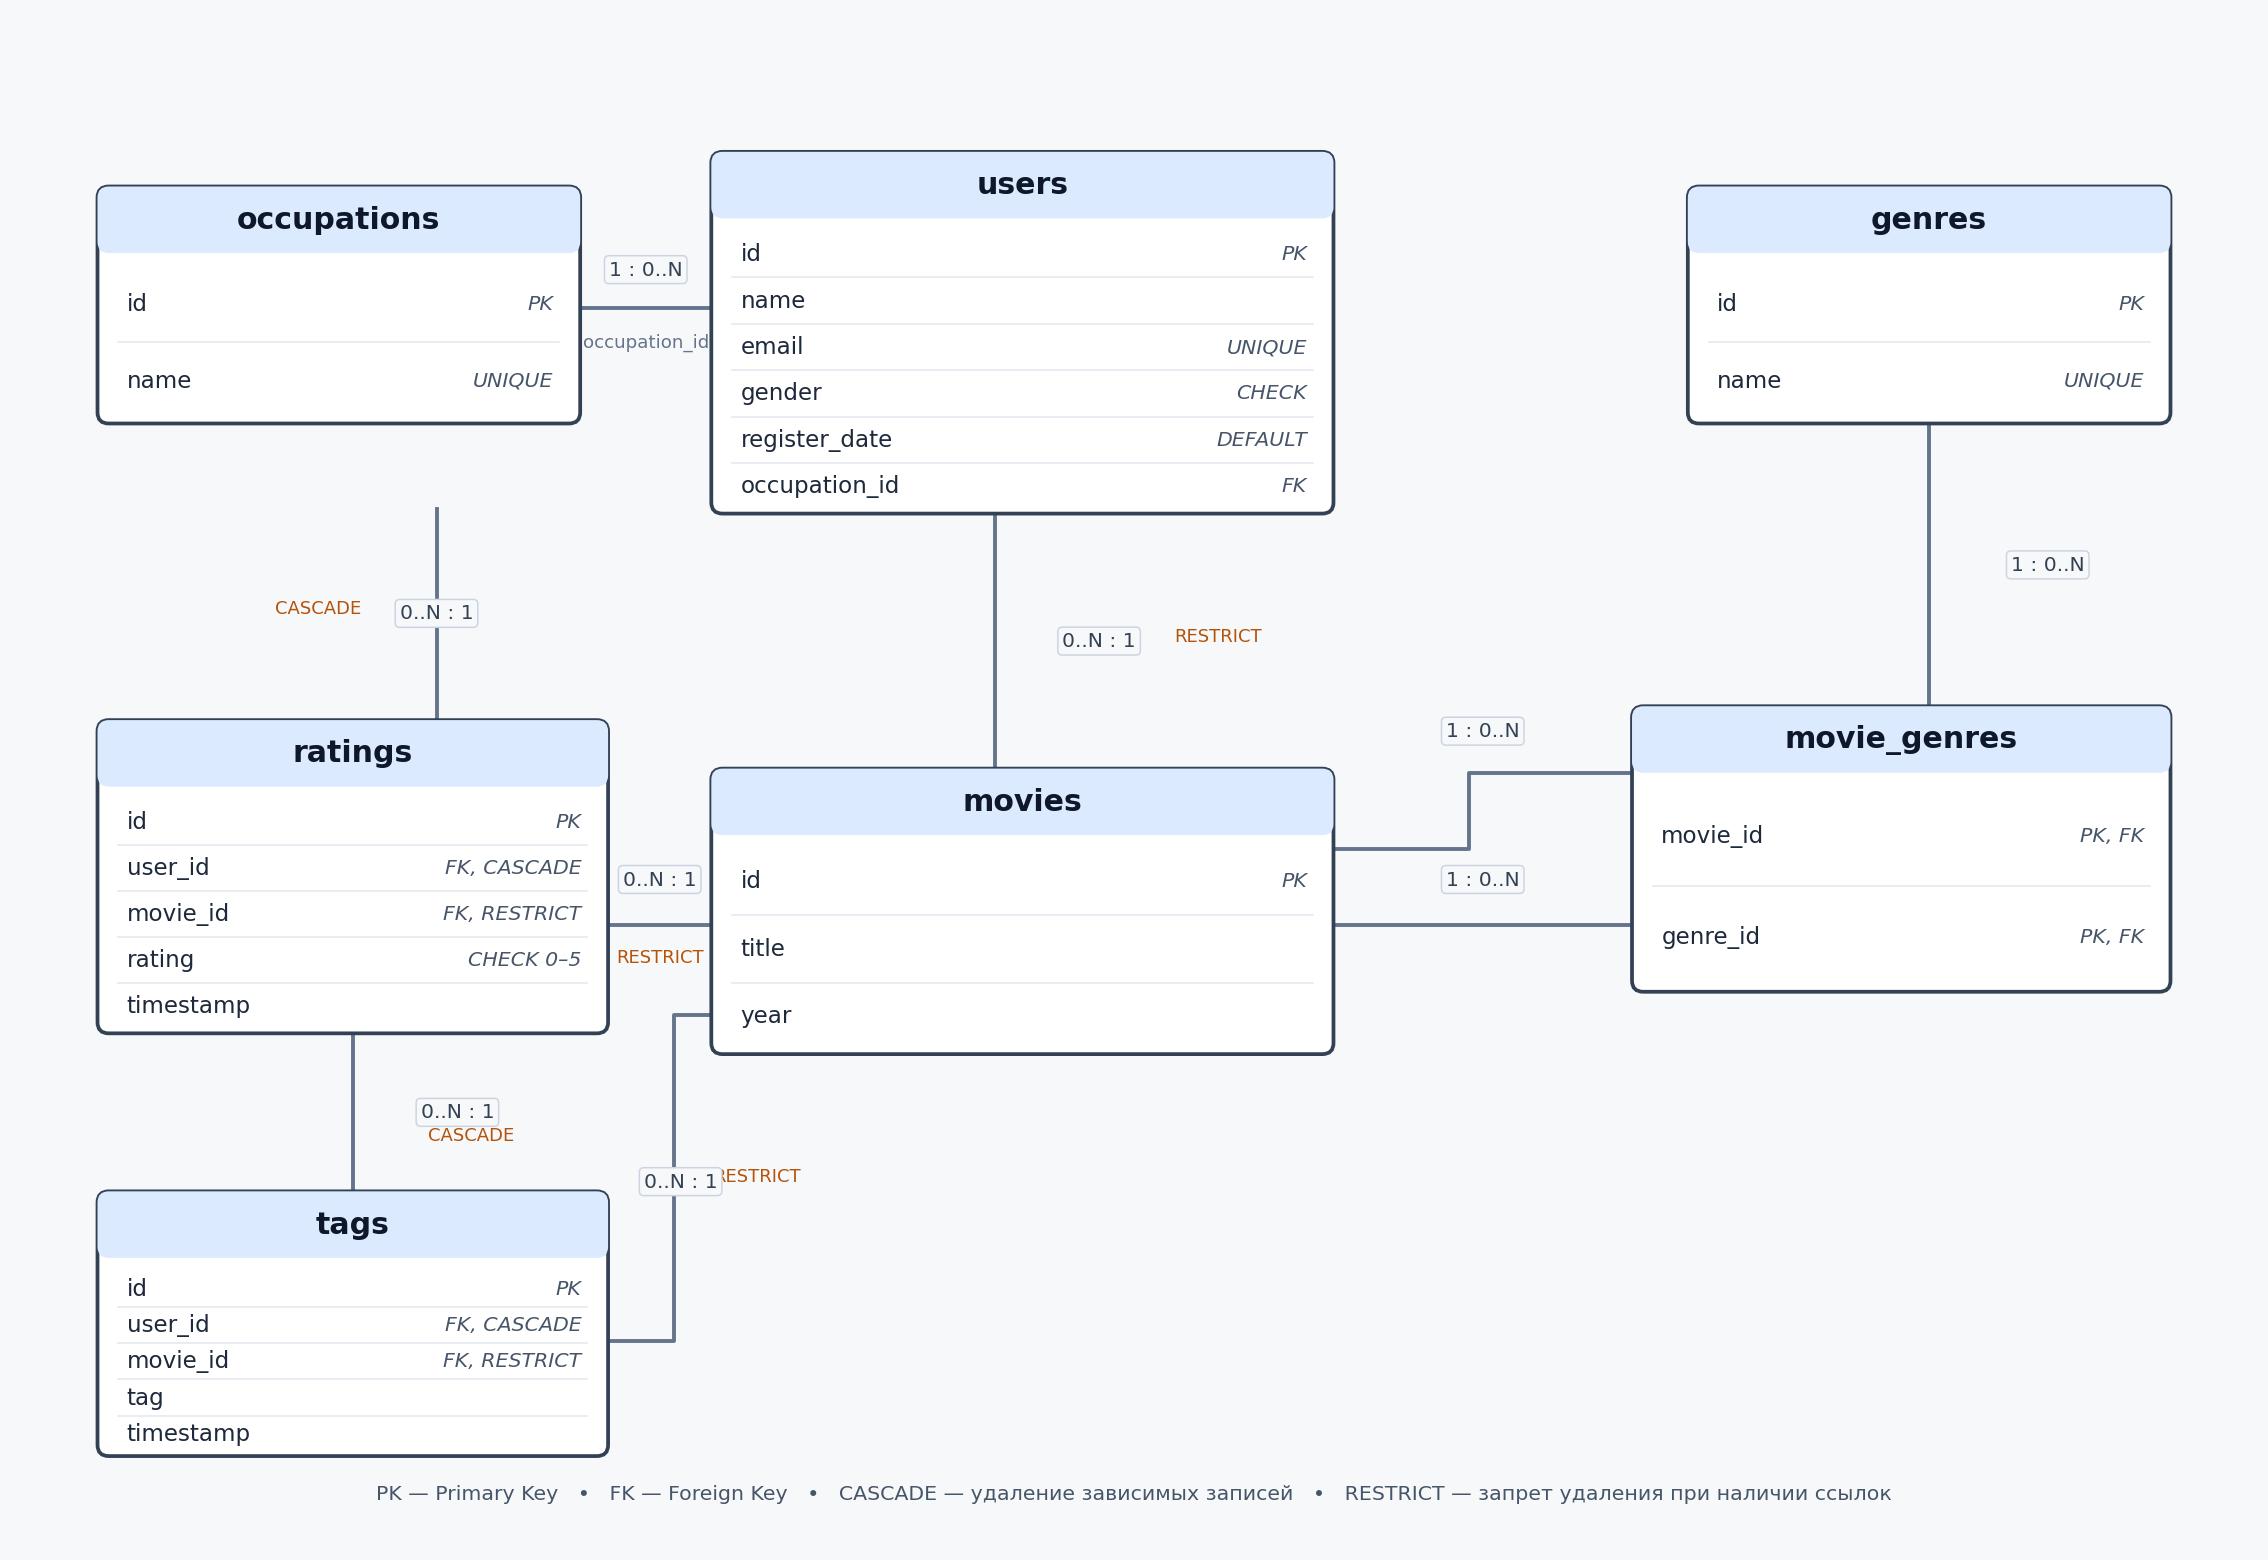 users
id PK
name
email UNIQUE
gender CHECK
register_date DEFAULT
occupation_id FK
occupations
id PK
name UNIQUE
1 : 0..N
occupation_id
genres
id PK
name UNIQUE
CASCADE
0..N : 1
0..N : 1
RESTRICT
1 : 0..N
ratings
id PK
user_id FK, CASCADE
movie_id FK, RESTRICT
rating CHECK 0–5
timestamp
0..N : 1
RESTRICT
movies
id PK
title
year
1 : 0..N
1 : 0..N
movie_genres
movie_id PK, FK
genre_id PK, FK
0..N : 1
CASCADE
0..N : 1
RESTRICT
tags
id PK
user_id FK, CASCADE
movie_id FK, RESTRICT
tag
timestamp
PK — Primary Key • FK — Foreign Key • CASCADE — удаление зависимых записей • RESTRICT — запрет удаления при наличии ссылок